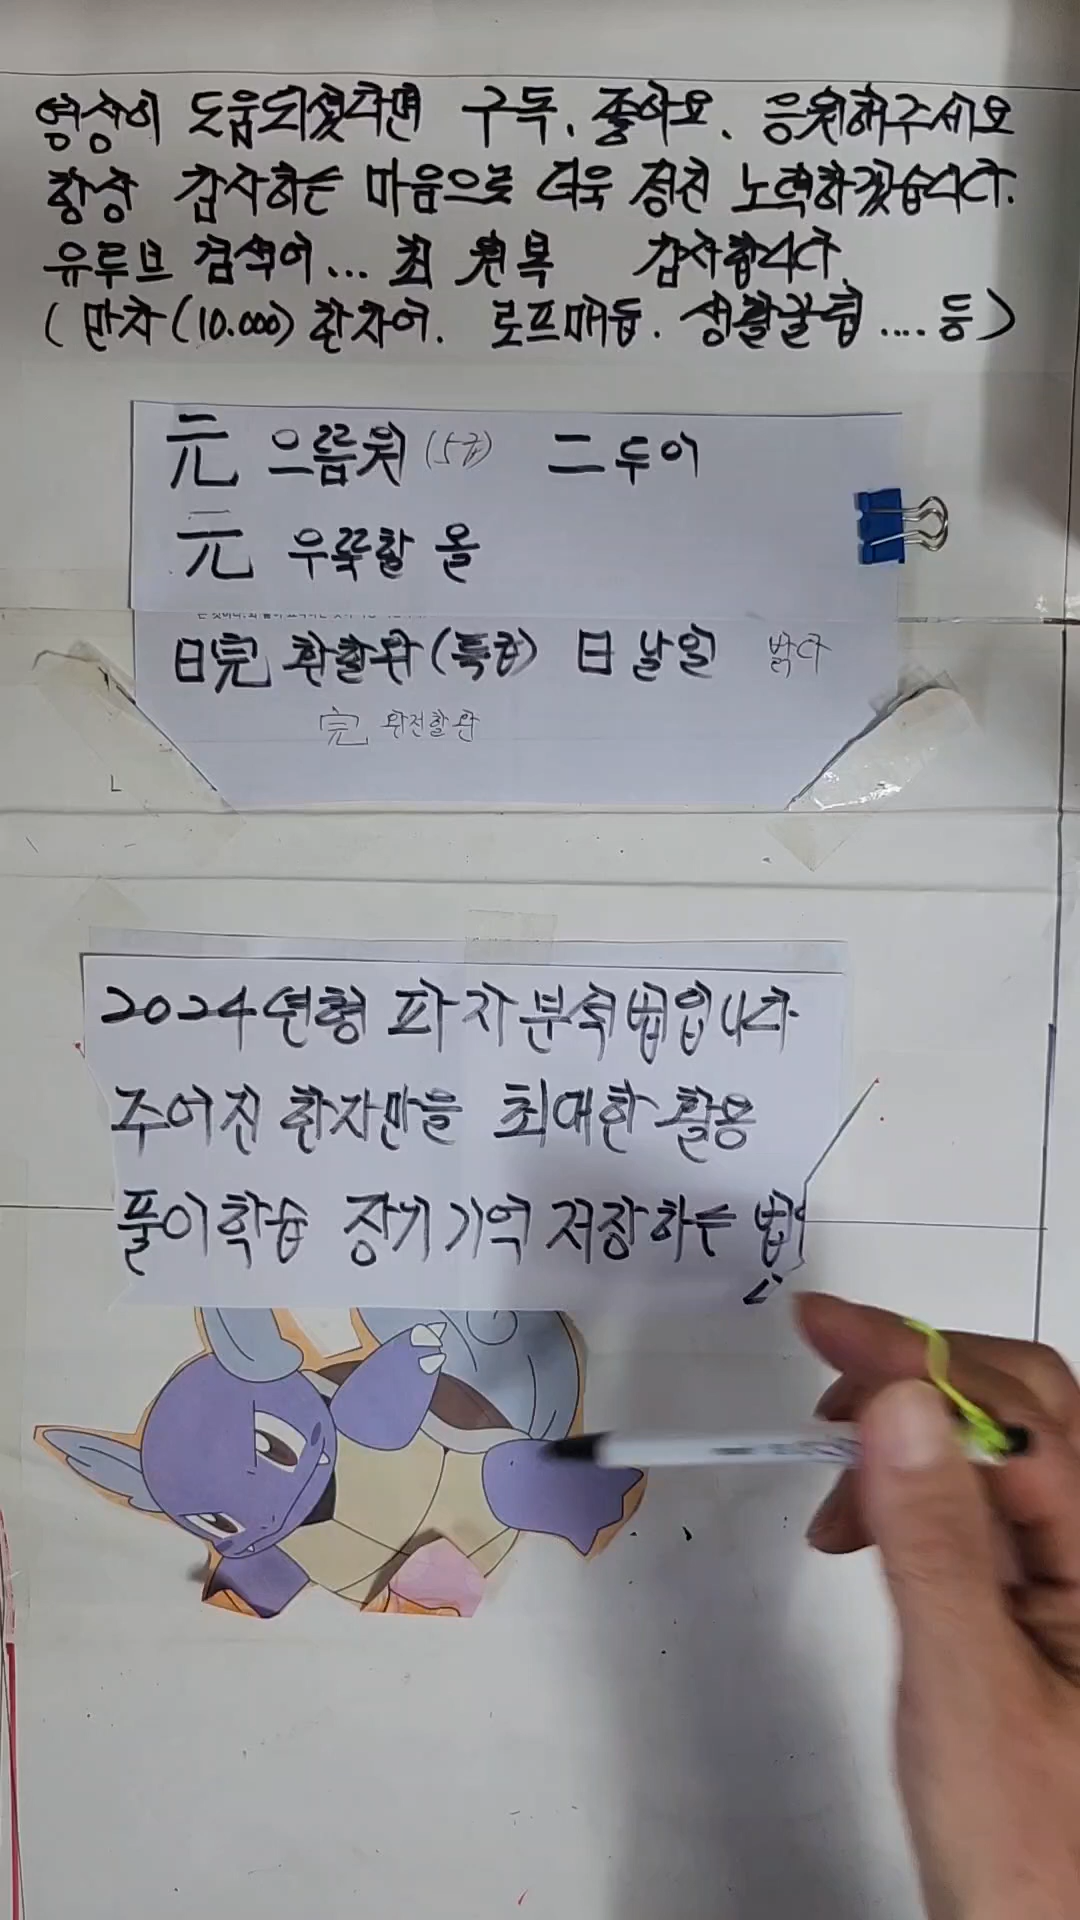 영상이 도움되셨다면 구독, 좋아요, 응원해주세요
항상 감사하는 마음으로 더욱 정진 노력하겠습니다.
유튜브 검색어... 최 원복 감사합니다
(만자(10.000) 한자어. 로프매듭. 생활꿀팁 .... 등)
元 으뜸원 (5급) 二 두이
兀 우뚝할 올
晥 환할환 (특급) 日 날일 밝다
完 완전할완
2024년형 파자분석법입니다
주어진 한자만을 최대한 활용
풀이학습 장기기억 저장하는 법